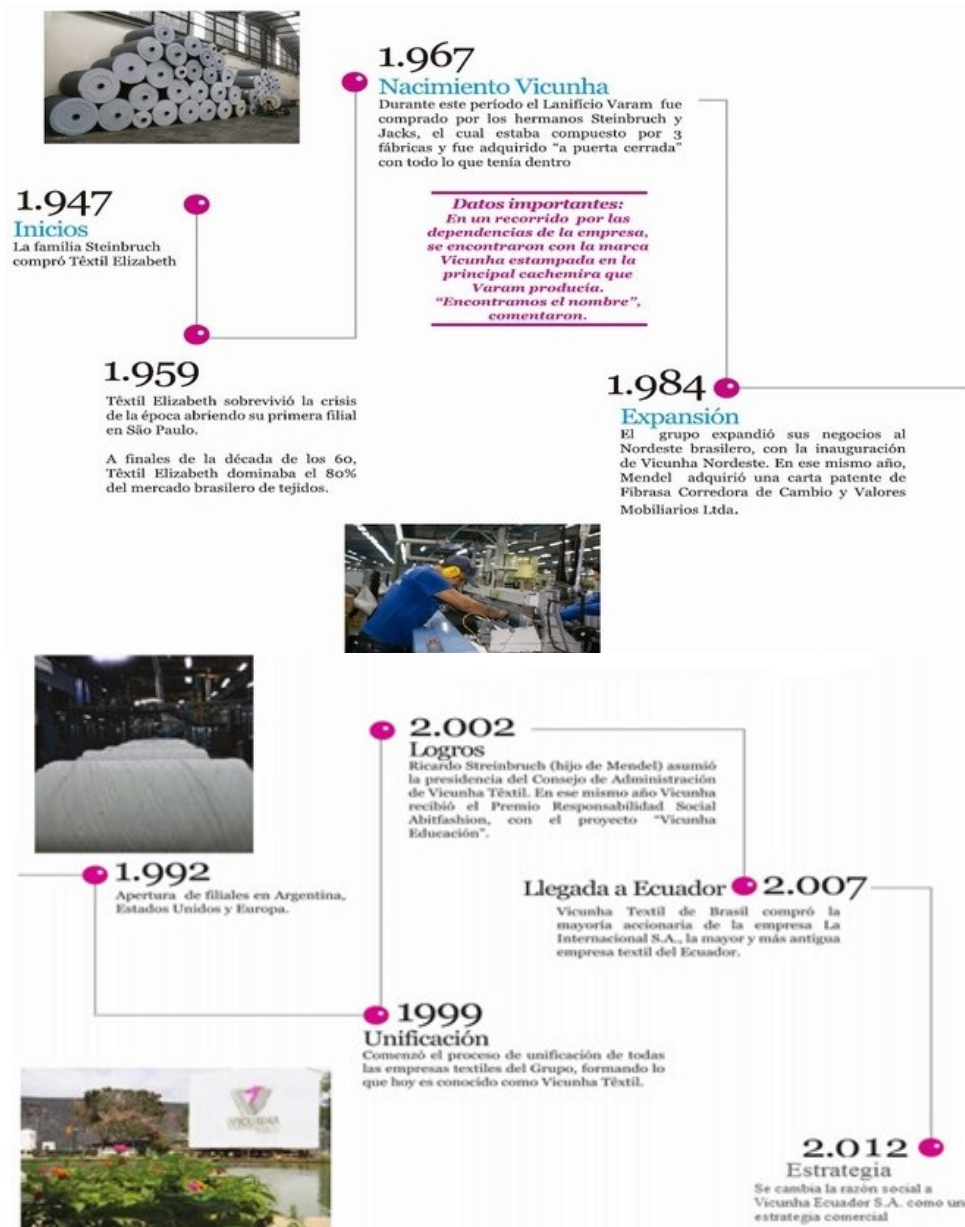 1.967
Nacimiento Vicunha
Durante este período el Lanifício Varam fue
comprado por los hermanos Steinbruch y
Jacks, el cual estaba compuesto por 3
fábricas y fue adquirido “a puerta cerrada”
con todo lo que tenía dentro
1.947
Inicios
La familia Steinbruch
compró Têxtil Elizabeth
Datos importantes:
En un recorrido por las
dependencias de la empresa,
se encontraron con la marca
Vicunha estampada en la
principal cachemira que
Varam producía.
“Encontramos el nombre”,
comentaron.
1.959
Têxtil Elizabeth sobrevivió la crisis
de la época abriendo su primera filial
en São Paulo.
A finales de la década de los 60,
Têxtil Elizabeth dominaba el 80%
del mercado brasilero de tejidos.
1.984
Expansión
El grupo expandió sus negocios al
Nordeste brasilero, con la inauguración
de Vicunha Nordeste. En ese mismo año,
Mendel adquirió una carta patente de
Fibrasa Corredora de Cambio y Valores
Mobiliarios Ltda.
2.002
Logros
Ricardo Streinbruch (hijo de Mendel) asumió
la presidencia del Consejo de Administración
de Vicunha Têxtil. En ese mismo año Vicunha
recibió el Premio Responsabilidad Social
Abitfashion, con el proyecto “Vicunha
Educación”.
1.992
Apertura de filiales en Argentina,
Estados Unidos y Europa.
Llegada a Ecuador 2.007
Vicunha Textil de Brasil compró la
mayoría accionaria de la empresa La
Internacional S.A., la mayor y más antigua
empresa textil del Ecuador.
1999
Unificación
Comenzó el proceso de unificación de todas
las empresas textiles del Grupo, formando lo
que hoy es conocido como Vicunha Têxtil.
VICUNHA
2.012
Estrategia
Se cambia la razón social a
Vicunha Ecuador S.A. como un
estrategia comercial